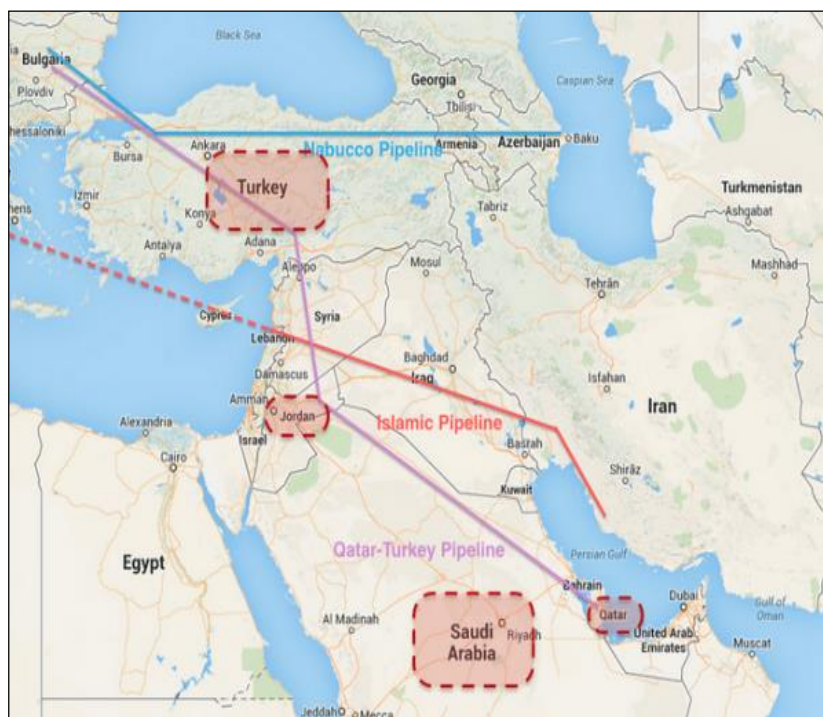 Black Sea
Bulgaria
Plovdiv
Georgia
Caspian Sea
Tbilisi
Thessaloniki
Armenia
Azerbaijan
Baku
Nabucco Pipeline
Bursa
Ankara
Turkey
Turkmenistan
Izmir
Konya
Tabriz
Ashgabat
Antalya
Adana
Aleppo
Mosul
Tehrān
Mashhad
Cyprus
Syria
Lebanon
Damascus
Baghdad
Iraq
Isfahan
Iran
Amman
Jordan
Islamic Pipeline
Alexandria
Israel
Basrah
Cairo
Kuwait
Shirāz
Qatar-Turkey Pipeline
Persian Gulf
Egypt
Bahrain
Dubai
Gulf of
Oman
Qatar
Al Madinah
Saudi
Arabia
Riyadh
United Arab
Emirates
Muscat
Jeddah
Mecca